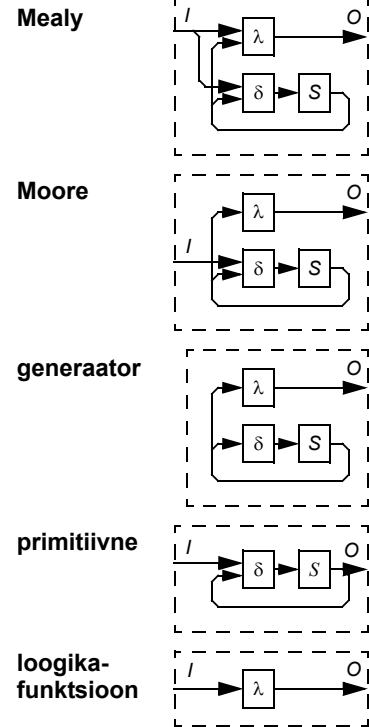 Mealy
I
O
λ
δ
S
Moore
I
O
λ
δ
S
generaator
O
λ
δ
S
primitiivne
I
O
δ
S
loogika-
funktsioon
I
O
λ